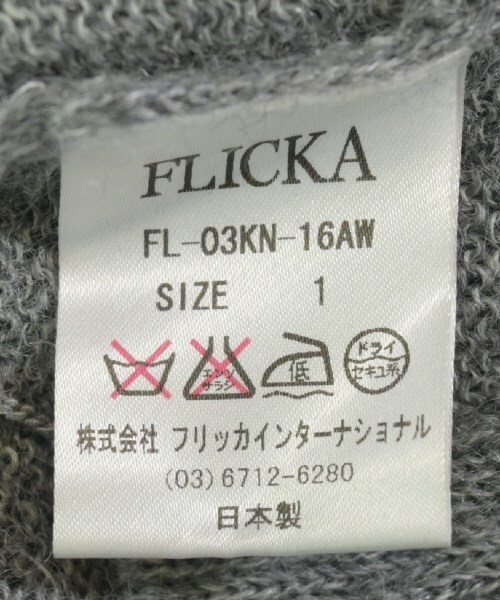 FLICKA
FL-03KN-16AW
SIZE 1
エンソ サラシ 低 ドライ セキユ系
株式会社 フリッカインターナショナル
(03)6712-6280
日本製